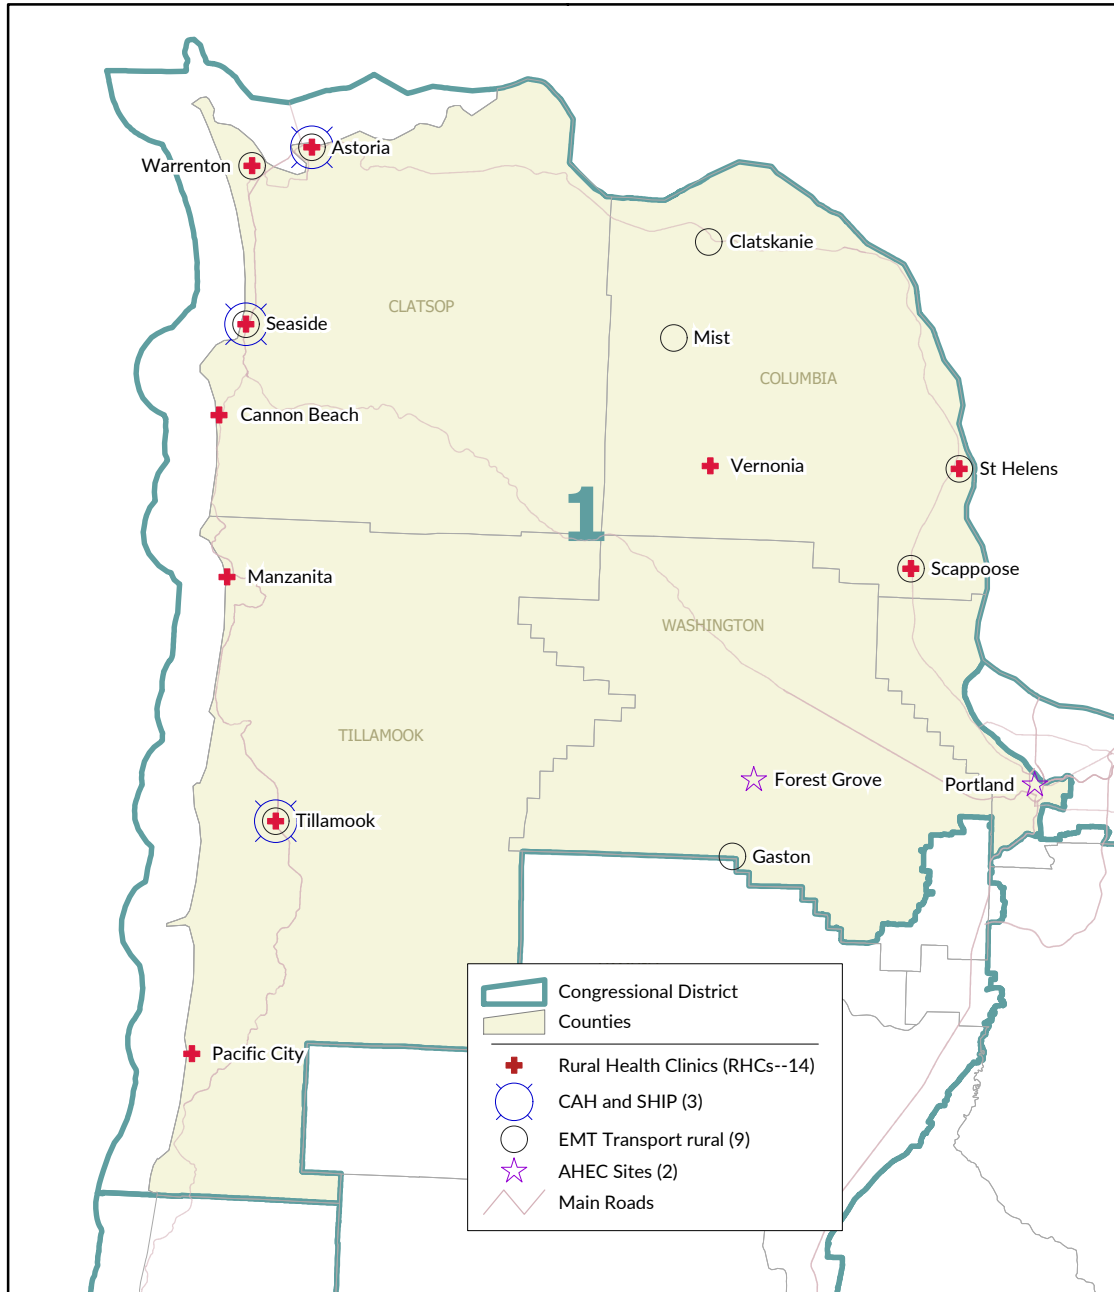 Astoria
Warrenton
Clatskanie
CLATSOP
Seaside
Mist
COLUMBIA
Cannon Beach
Vernonia
St Helens
1
Scappoose
Manzanita
WASHINGTON
TILLAMOOK
Forest Grove
Portland
Tillamook
Gaston
Pacific City
Congressional District
Counties
Rural Health Clinics (RHCs--14)
CAH and SHIP (3)
EMT Transport rural (9)
AHEC Sites (2)
Main Roads